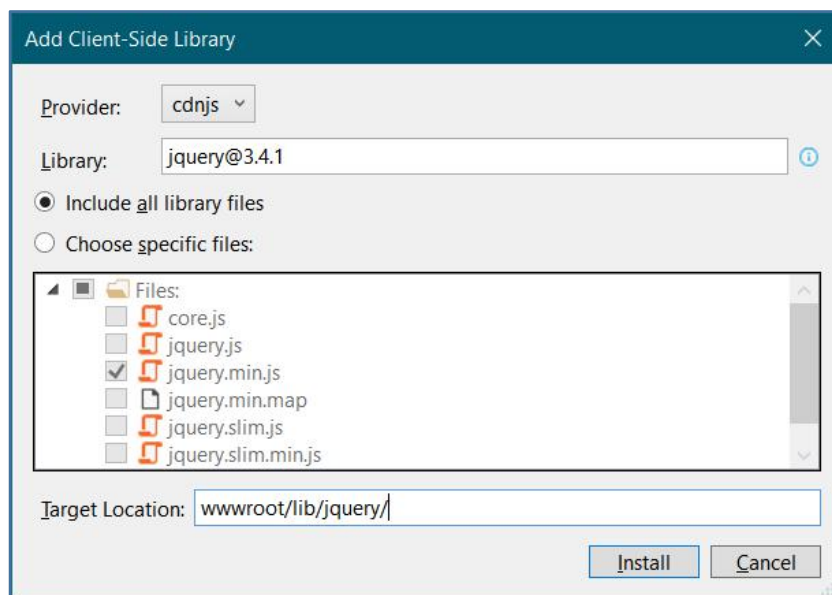 Add Client-Side Library
Provider: cdnjs
Library: jquery@3.4.1
Include all library files
Choose specific files:
Files:
core.js
jquery.js
jquery.min.js
jquery.min.map
jquery.slim.js
jquery.slim.min.js
Target Location: wwwroot/lib/jquery/
Install Cancel